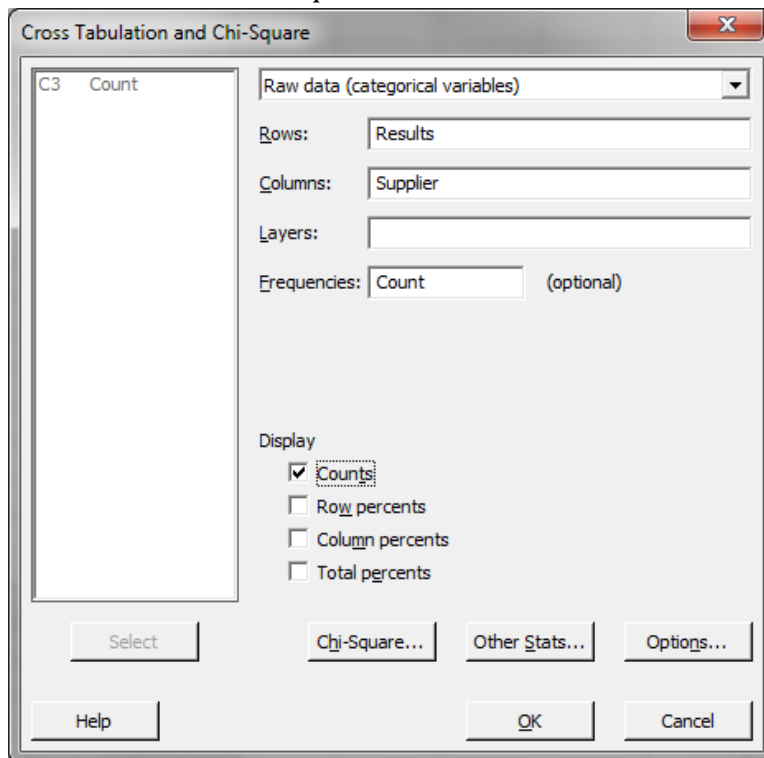 Cross Tabulation and Chi-Square
C3 Count
Raw data (categorical variables)
Rows: Results
Columns: Supplier
Layers:
Frequencies: Count (optional)
Display
Counts
Row percents
Column percents
Total percents
Select
Chi-Square...
Other Stats...
Options...
Help
OK
Cancel